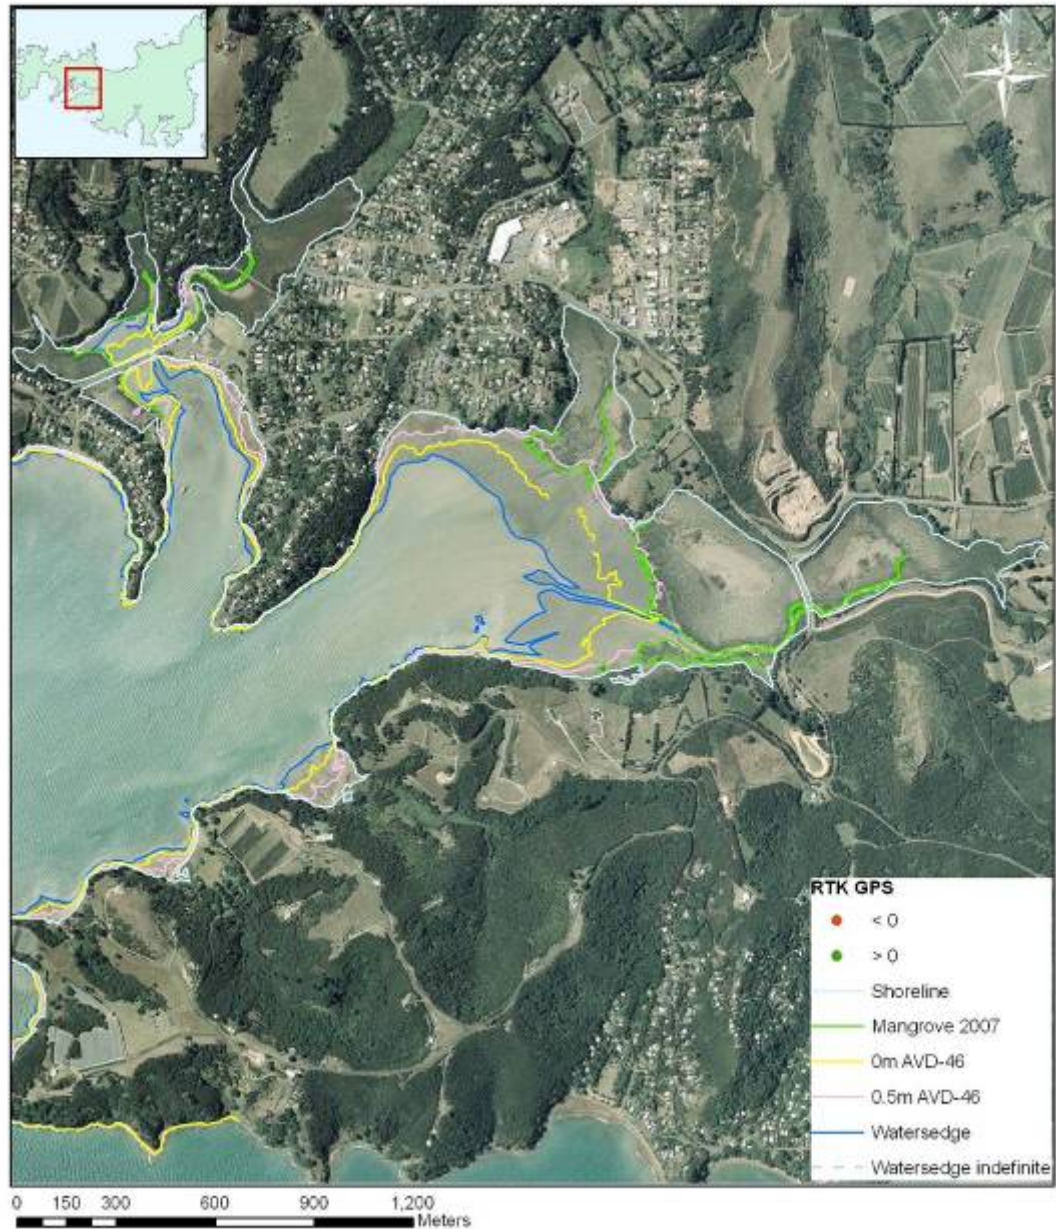 RTK GPS
< 0
> 0
Shoreline
Mangrove 2007
0m AVD-46
0.5m AVD-46
Watersedge
Watersedge indefinite
0 150 300 600 900 1,200
Meters